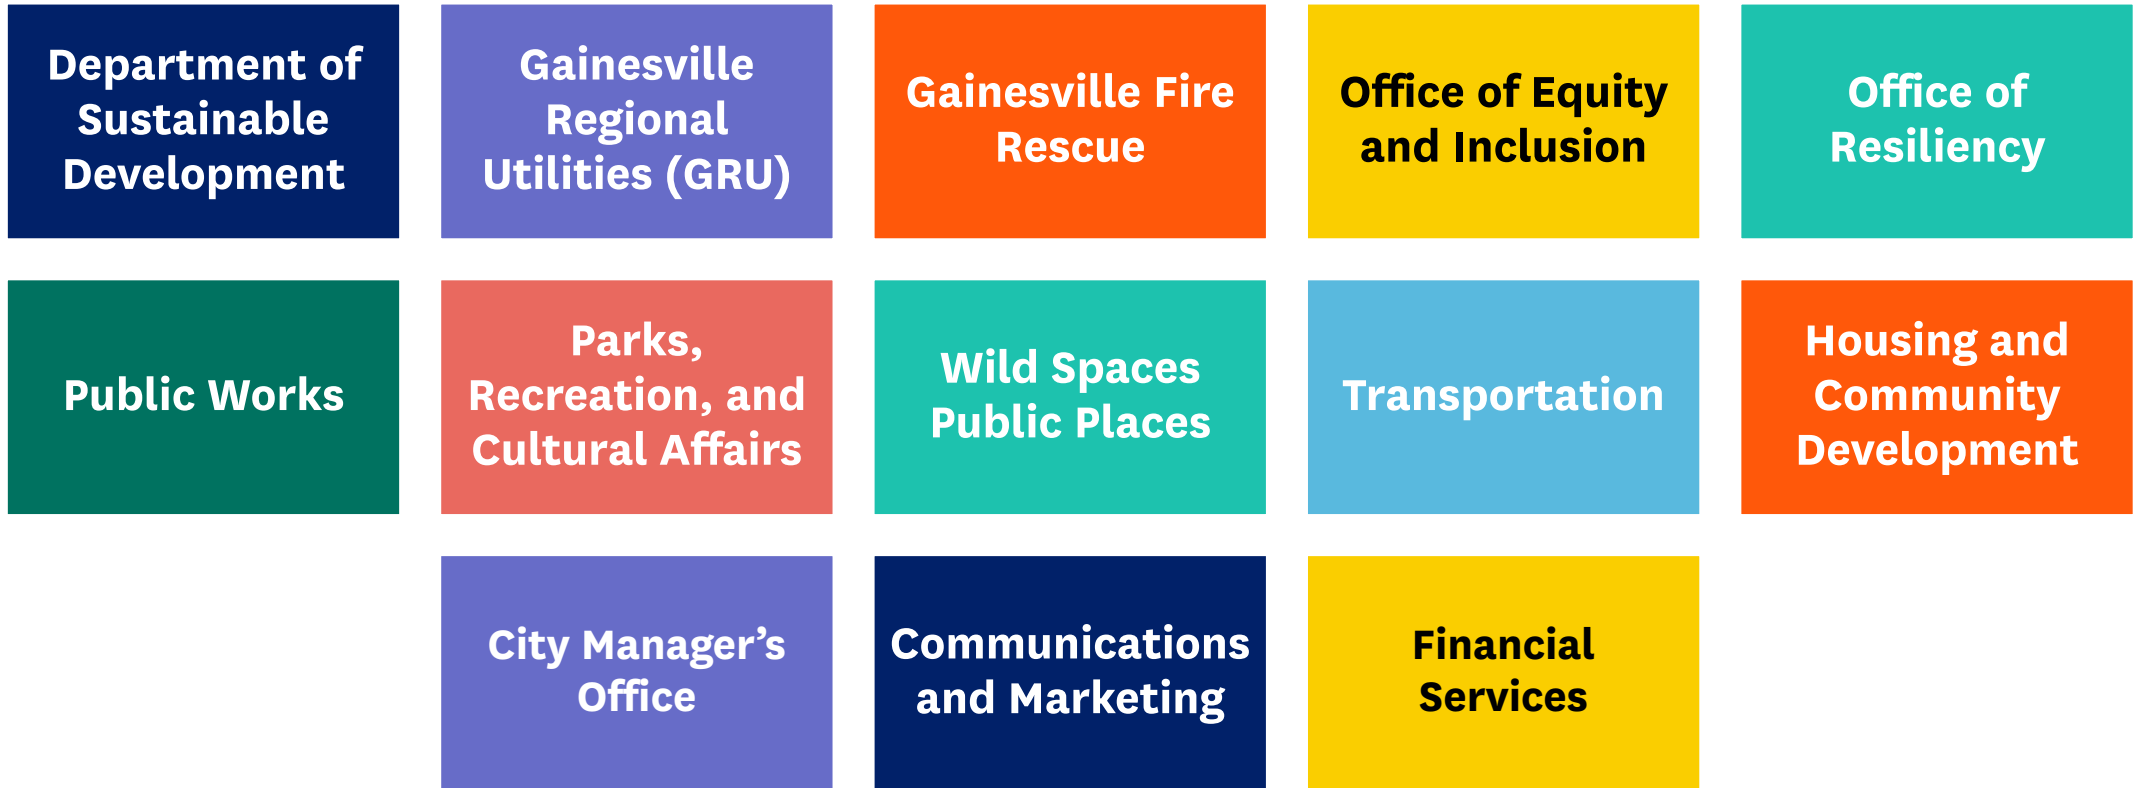 Department of
Sustainable
Development
Gainesville
Regional
Utilities (GRU)
Gainesville Fire
Rescue
Office of Equity
and Inclusion
Office of
Resiliency
Public Works
Parks,
Recreation, and
Cultural Affairs
Wild Spaces
Public Places
Transportation
Housing and
Community
Development
City Manager’s
Office
Communications
and Marketing
Financial
Services